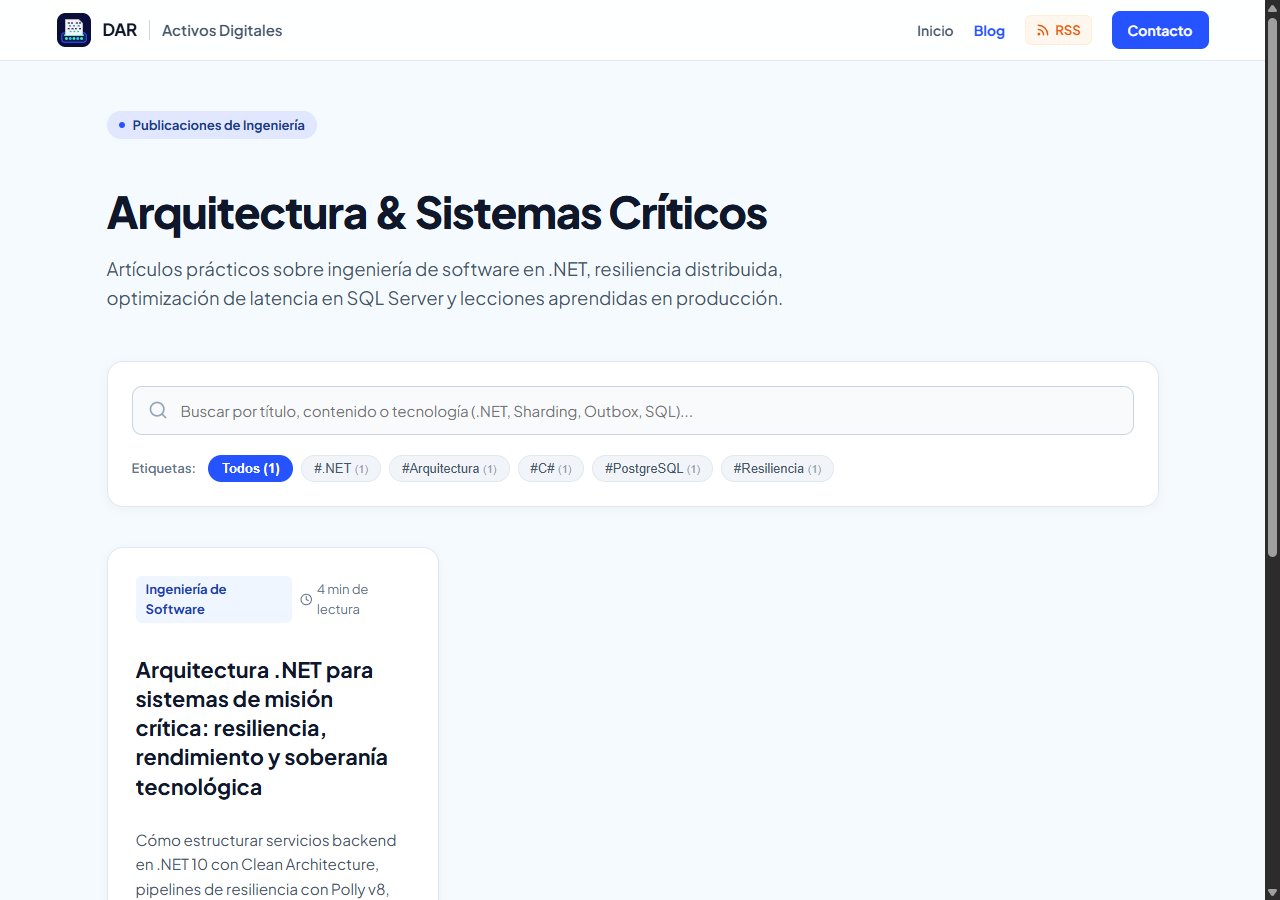 DAR
Activos Digitales
Inicio
Blog
RSS
Contacto
Publicaciones de Ingeniería
Arquitectura & Sistemas Críticos
Artículos prácticos sobre ingeniería de software en .NET, resiliencia distribuida,
optimización de latencia en SQL Server y lecciones aprendidas en producción.
Buscar por título, contenido o tecnología (.NET, Sharding, Outbox, SQL)...
Etiquetas:
Todos (1)
#.NET (1)
#Arquitectura (1)
#C# (1)
#PostgreSQL (1)
#Resiliencia (1)
Ingeniería de
Software
4 min de
lectura
Arquitectura .NET para
sistemas de misión
crítica: resiliencia,
rendimiento y soberanía
tecnológica
Cómo estructurar servicios backend
en .NET 10 con Clean Architecture,
pipelines de resiliencia con Polly v8,